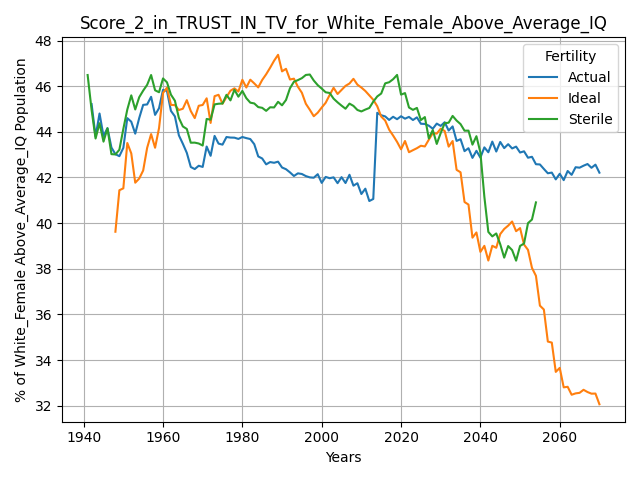 Score_2_in_TRUST_IN_TV_for_White_Female_Above_Average_IQ
% of White_Female Above_Average_IQ Population
48
46
44
42
40
38
36
34
32
Fertility
Actual
Ideal
Sterile
1940 1960 1980 2000 2020 2040 2060
Years